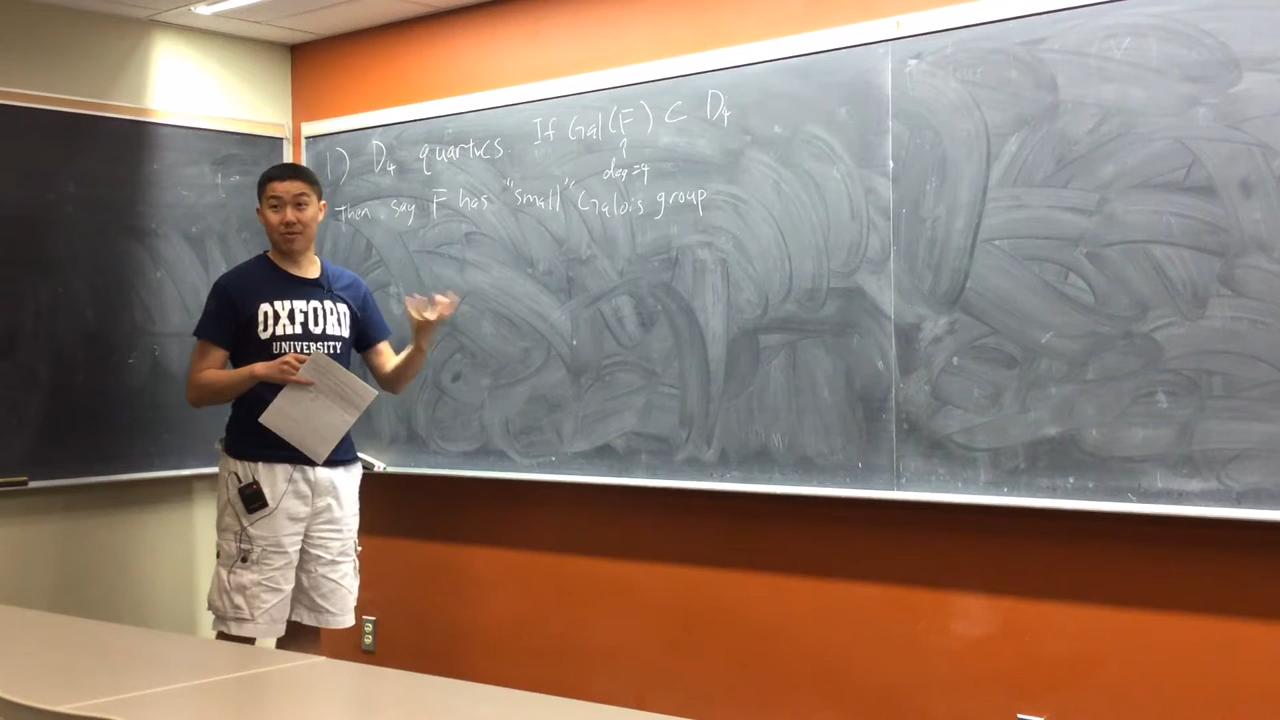 1) D₄ quartics. If Gal(F) ⊂ D₄
↑
deg=4
then, say F has "small" Galois group
OXFORD
UNIVERSITY